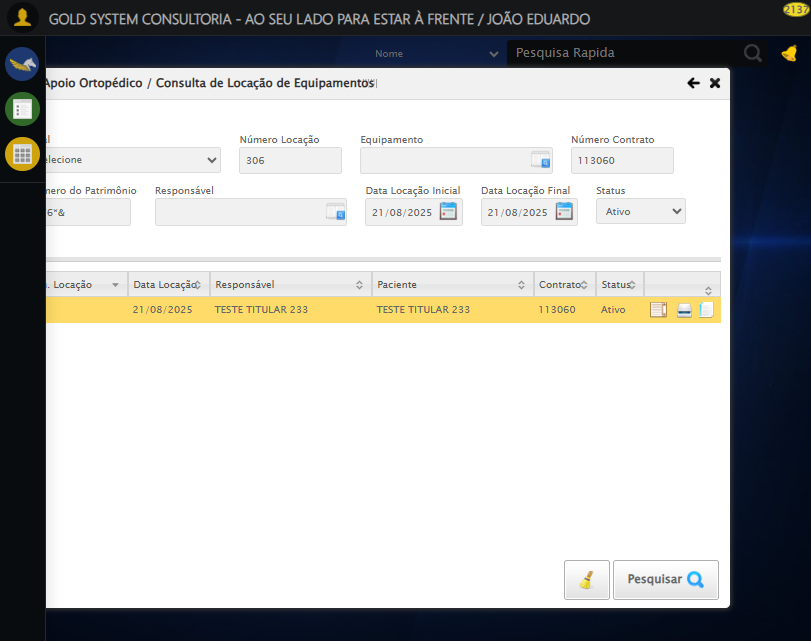 2137
GOLD SYSTEM CONSULTORIA - AO SEU LADO PARA ESTAR À FRENTE / JOÃO EDUARDO
Nome Pesquisa Rapida
Apoio Ortopédico / Consulta de Locação de Equipamentos
al Número Locação Equipamento Número Contrato
elecione 306 113060
mero do Patrimônio Responsável Data Locação Inicial Data Locação Final Status
6"& 21/08/2025 21/08/2025 Ativo
. Locação Data Locação Responsável Paciente Contrato Status
21/08/2025 TESTE TITULAR 233 TESTE TITULAR 233 113060 Ativo
Pesquisar